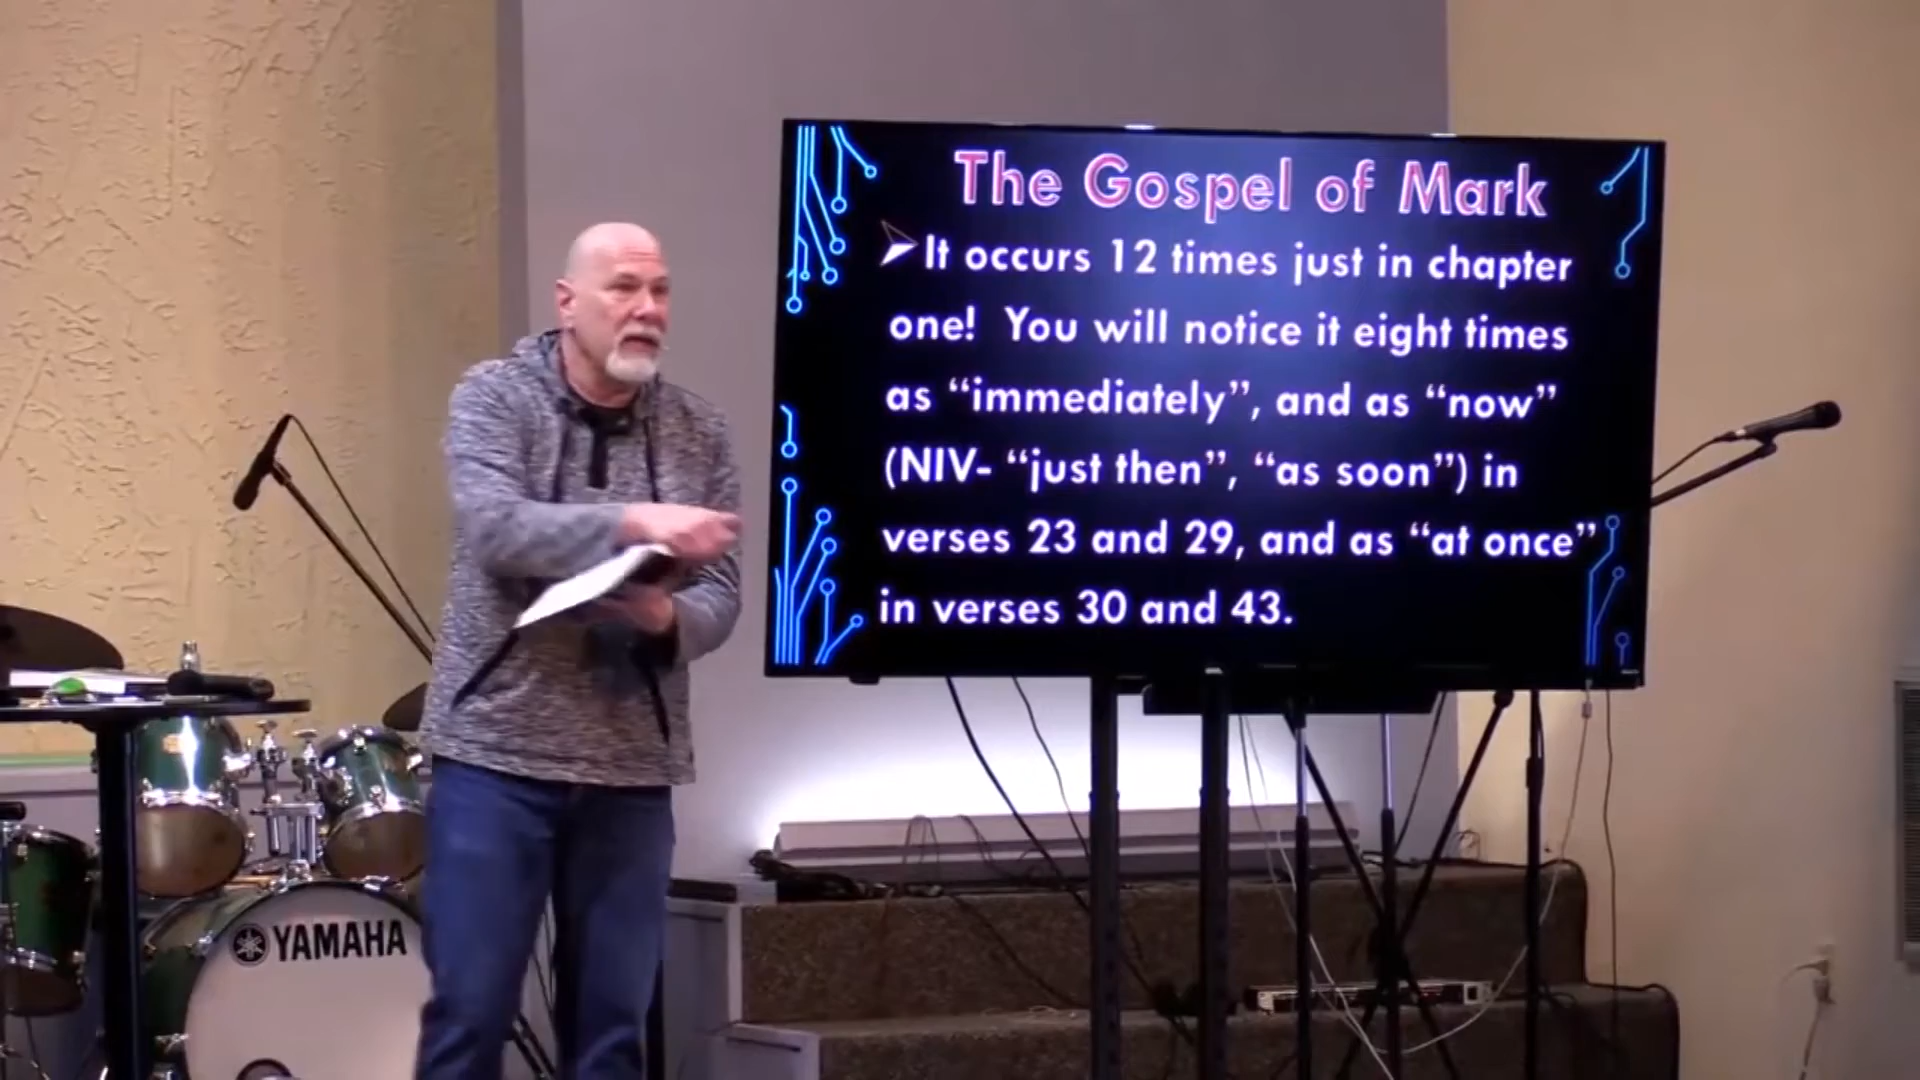 The Gospel of Mark
It occurs 12 times just in chapter
one! You will notice it eight times
as “immediately”, and as “now”
(NIV- “just then”, “as soon”) in
verses 23 and 29, and as “at once”
in verses 30 and 43.
YAMAHA